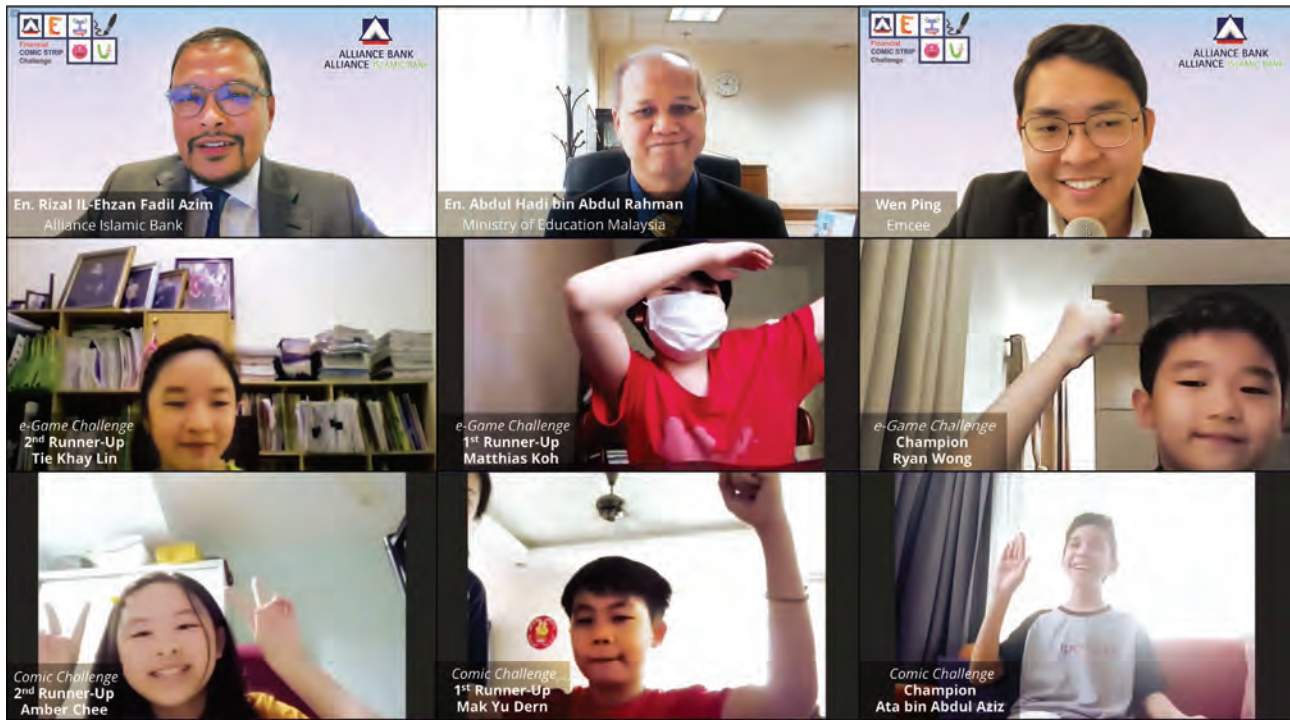 A E I
O U
Financial
COMIC STRIP
Challenge
ALLIANCE BANK
ALLIANCE ISLAMIC BANK
En. Rizal IL-Ehzan Fadil Azim
Alliance Islamic Bank
En. Abdul Hadi bin Abdul Rahman
Ministry of Education Malaysia
Financial
COMIC STRIP
Challenge
ALLIANCE BANK
ALLIANCE ISLAMIC BANK
Wen Ping
Emcee
e-Game Challenge
2nd Runner-Up
Tie Khay Lin
e-Game Challenge
1st Runner-Up
Matthias Koh
e-Game Challenge
Champion
Ryan Wong
Comic Challenge
2nd Runner-Up
Amber Chee
Comic Challenge
1st Runner-Up
Mak Yu Dern
Comic Challenge
Champion
Ata bin Abdul Aziz